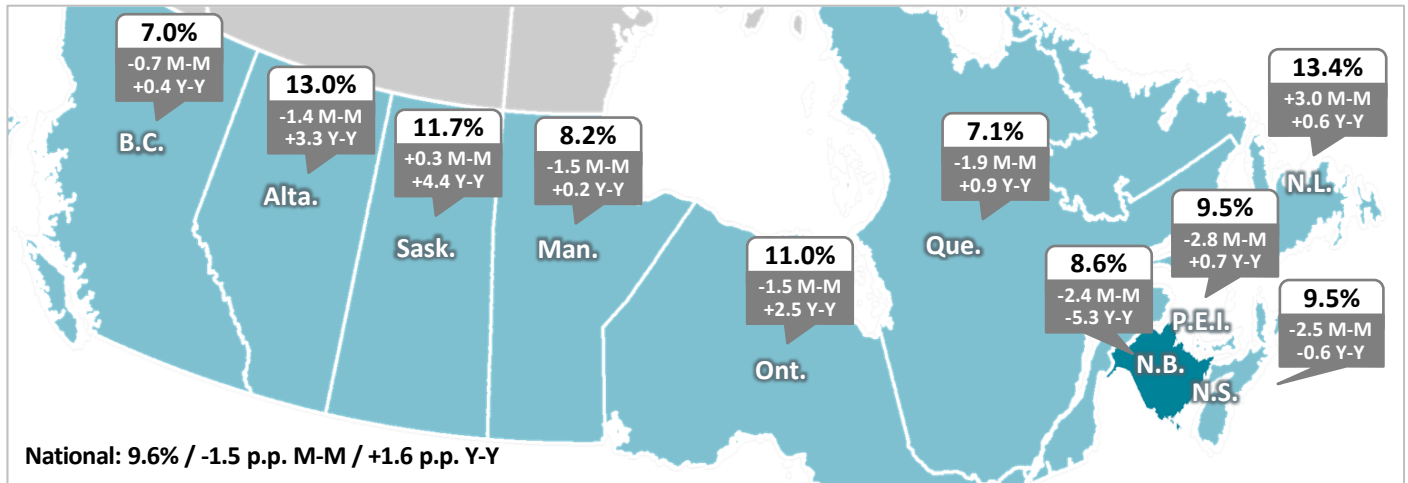 7.0%
-0.7 M-M
+0.4 Y-Y
B.C.
13.0%
-1.4 M-M
+3.3 Y-Y
Alta.
11.7%
+0.3 M-M
+4.4 Y-Y
Sask.
8.2%
-1.5 M-M
+0.2 Y-Y
Man.
11.0%
-1.5 M-M
+2.5 Y-Y
Ont.
7.1%
-1.9 M-M
+0.9 Y-Y
Que.
13.4%
+3.0 M-M
+0.6 Y-Y
N.L.
9.5%
-2.8 M-M
+0.7 Y-Y
P.E.I.
8.6%
-2.4 M-M
-5.3 Y-Y
N.B.
9.5%
-2.5 M-M
-0.6 Y-Y
N.S.
National: 9.6% / -1.5 p.p. M-M / +1.6 p.p. Y-Y